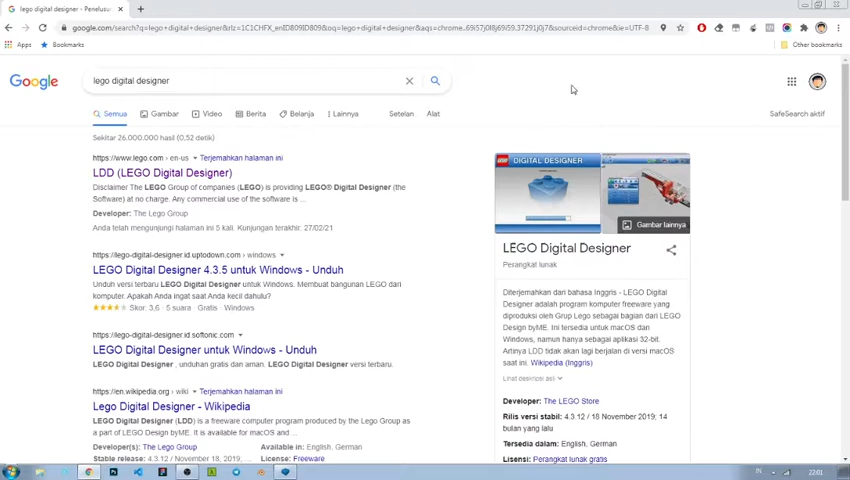 lego digital designer - Penelusu
google.com/search?q=lego+digital+designer&rlz=1C1CHFX_enID809ID809&oq=lego+digital+designer&aqs=chrome..69i57j0l8j69i59.37291j0j7&sourceid=chrome&ie=UTF-8
Apps
Bookmarks
Other bookmarks
Google
lego digital designer
Semua
Gambar
Video
Berita
Belanja
Lainnya
Setelan
Alat
SafeSearch aktif
Sekitar 26.000.000 hasil (0,52 detik)
https://www.lego.com › en-us Terjemahkan halaman ini
LDD (LEGO Digital Designer)
Disclaimer The LEGO Group of companies (LEGO) is providing LEGO® Digital Designer (the
Software) at no charge. Any commercial use of the software is ...
Developer: The Lego Group
Anda telah mengunjungi halaman ini 5 kali. Kunjungan terakhir: 27/02/21
https://lego-digital-designer.id.uptodown.com › windows
LEGO Digital Designer 4.3.5 untuk Windows - Unduh
Unduh versi terbaru LEGO Digital Designer untuk Windows. Membuat bangunan LEGO dari
komputer. Apakah Anda ingat saat Anda kecil dahulu?
Skor: 3,6 · 5 suara · Gratis · Windows
https://lego-digital-designer.id.softonic.com
LEGO Digital Designer untuk Windows - Unduh
LEGO Digital Designer , unduhan gratis dan aman. LEGO Digital Designer versi terbaru.
https://en.wikipedia.org › wiki Terjemahkan halaman ini
Lego Digital Designer - Wikipedia
LEGO Digital Designer (LDD) is a freeware computer program produced by the Lego Group as
a part of LEGO Design byME. It is available for macOS and ...
Developer(s): The Lego Group
Available in: English, German
Stable release: 4.3.12 / November 18, 2019; ...
License: Freeware
LEGO
DIGITAL DESIGNER
Gambar lainnya
LEGO Digital Designer
Perangkat lunak
Diterjemahkan dari bahasa Inggris - LEGO Digital
Designer adalah program komputer freeware yang
diproduksi oleh Grup Lego sebagai bagian dari LEGO
Design byME. Ini tersedia untuk macOS dan
Windows, namun hanya sebagai aplikasi 32-bit.
Artinya LDD tidak akan lagi berjalan di versi macOS
saat ini. Wikipedia (Inggris)
Lihat deskripsi asli
Developer: The LEGO Store
Rilis versi stabil: 4.3.12 / 18 November 2019; 14
bulan yang lalu
Tersedia dalam: English, German
Lisensi: Perangkat lunak gratis
IN
22:01